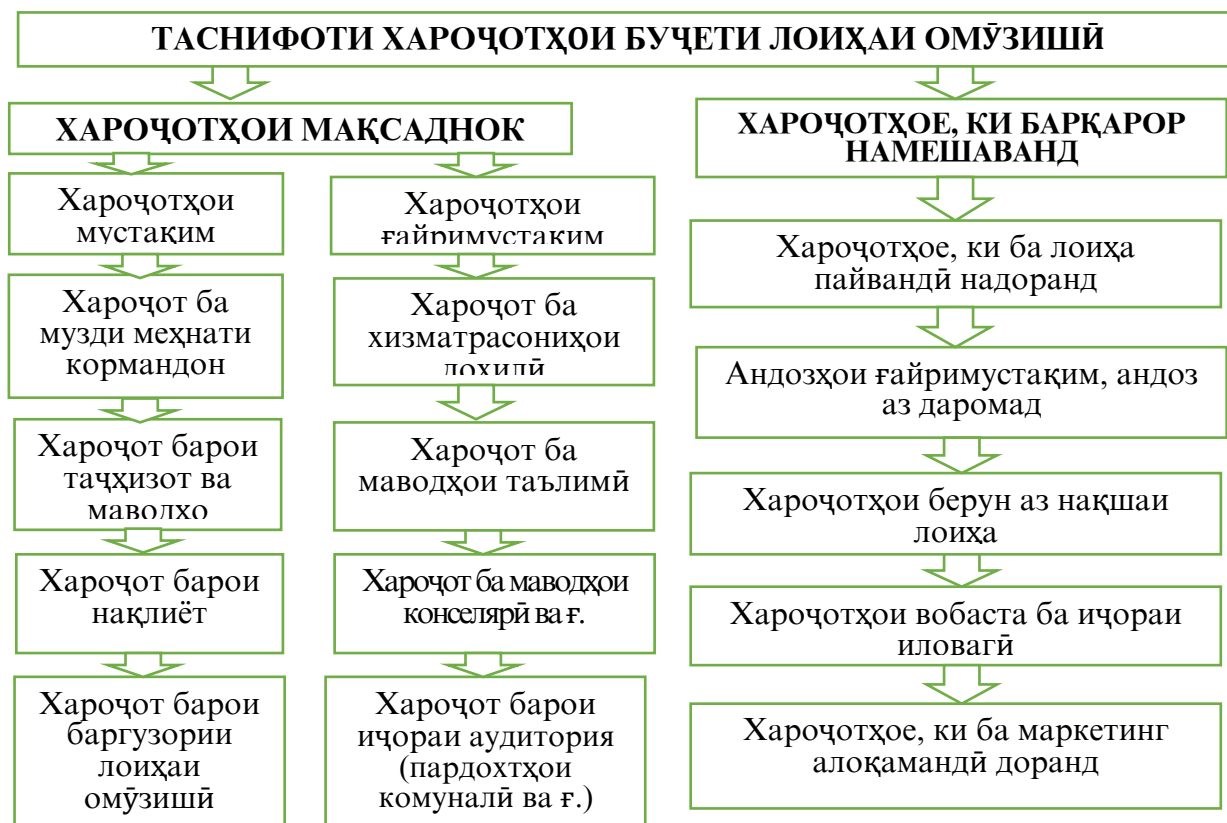 ТАСНИФОТИ ХАРОҶОТҲОИ БУҶЕТИ ЛОИҲАИ ОМӮЗИШӢ
ХАРОҶОТҲОИ МАҚСАДНОК
Хароҷотҳои
мустақим
Хароҷот ба
музди меҳнати
кормандон
Хароҷот барои
таҷҳизот ва
маводҳо
Хароҷот барои
нақлиёт
Хароҷот барои
баргузории
лоиҳаи
омӯзишӣ
Хароҷотҳои
ғайримустақим
Хароҷот ба
хизматрасониҳои
дохилӣ
Хароҷот ба
маводҳои таълимӣ
Хароҷот ба маводҳои
конселярӣ ва ғ.
Хароҷот барои
иҷораи аудитория
(пардохтҳои
комуналӣ ва ғ.)
ХАРОҶОТҲОЕ, КИ БАРҚАРОР
НАМЕШАВАНД
Хароҷотҳое, ки ба лоиҳа
пайвандӣ надоранд
Андозҳои ғайримустақим, андоз
аз даромад
Хароҷотҳои берун аз нақшаи
лоиҳа
Хароҷотҳои вобаста ба иҷораи
иловагӣ
Хароҷотҳое, ки ба маркетинг
алоқамандӣ доранд